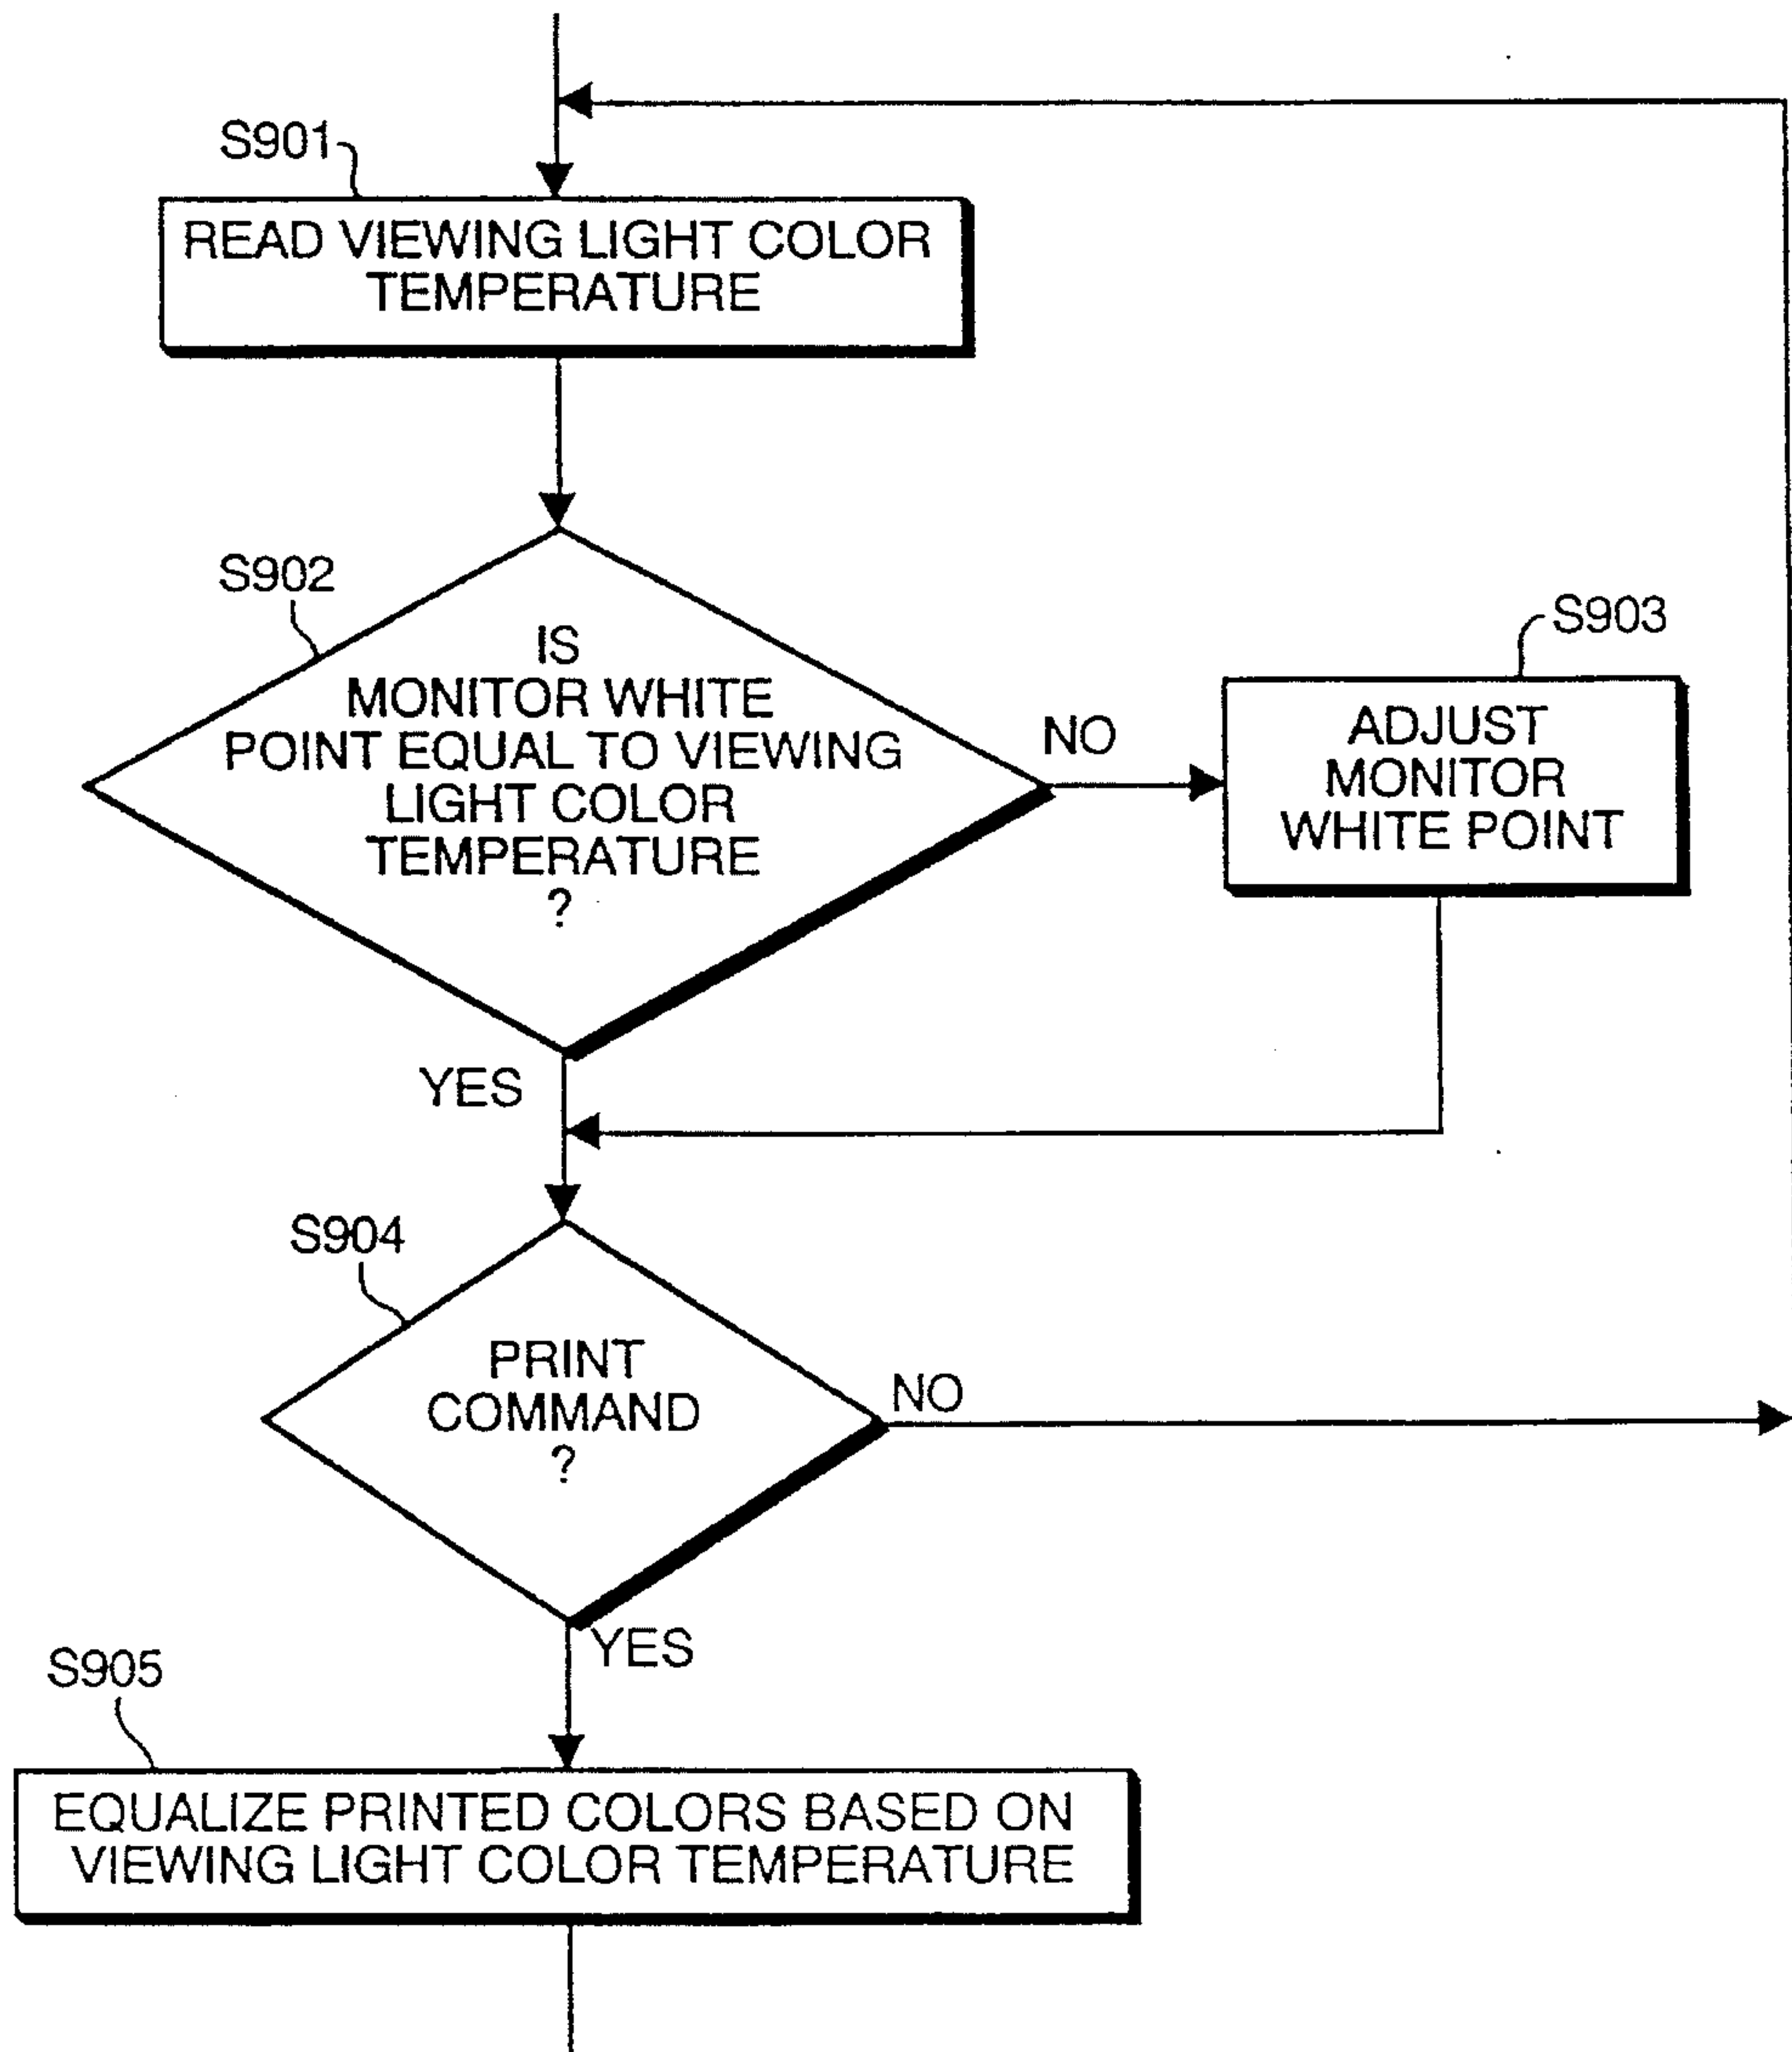 S901
READ VIEWING LIGHT COLOR
TEMPERATURE
S902
IS
MONITOR WHITE
POINT EQUAL TO VIEWING
LIGHT COLOR
TEMPERATURE
?
NO
S903
ADJUST
MONITOR
WHITE POINT
YES
S904
PRINT
COMMAND
?
NO
YES
S905
EQUALIZE PRINTED COLORS BASED ON
VIEWING LIGHT COLOR TEMPERATURE